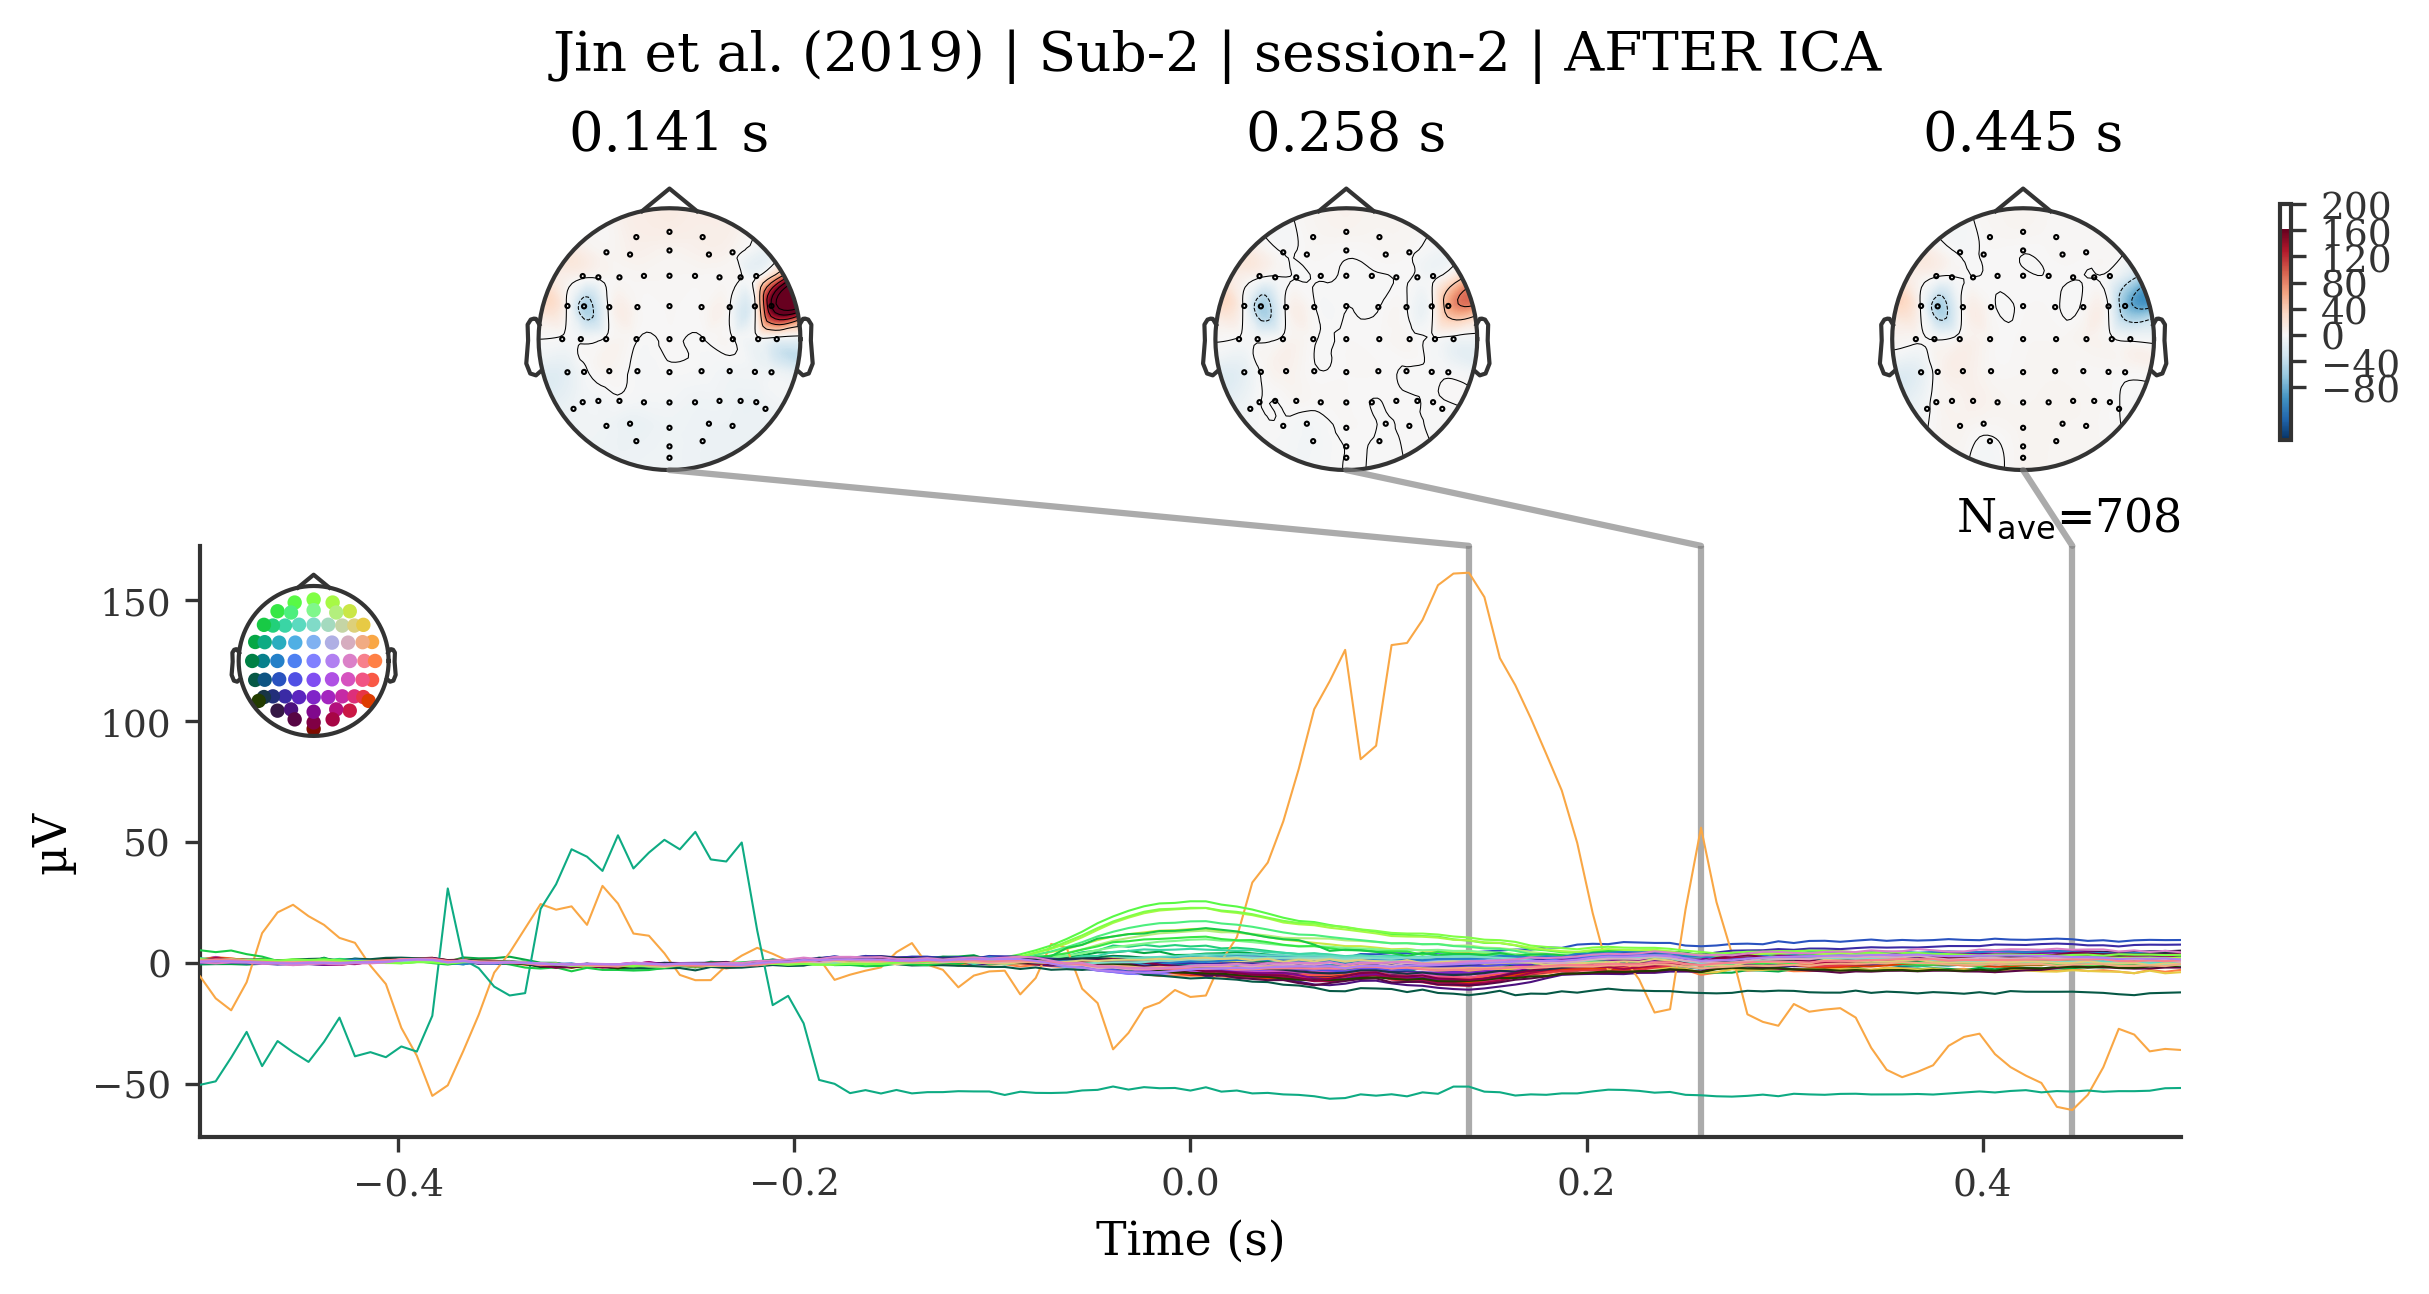 Jin et al. (2019) | Sub-2 | session-2 | AFTER ICA
0.141 s
0.258 s
0.445 s
200
160
120
80
40
0
−40
−80
Nave=708
150
100
50
0
−50
µV
−0.4
−0.2
0.0
0.2
0.4
Time (s)